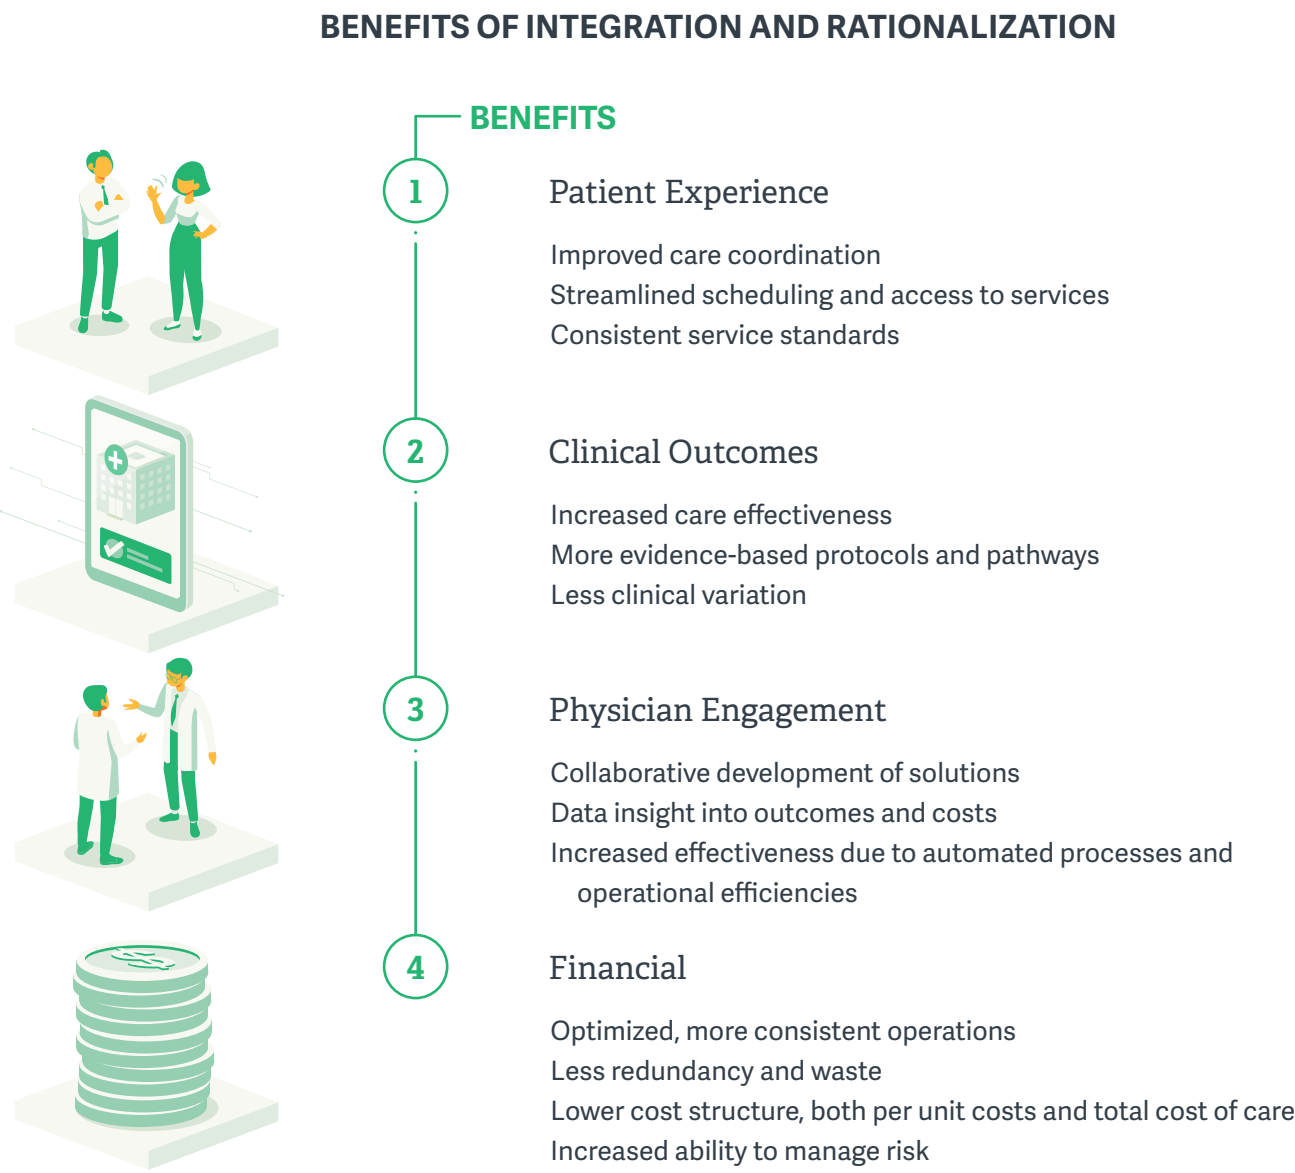 BENEFITS OF INTEGRATION AND RATIONALIZATION
BENEFITS
1
Patient Experience
Improved care coordination
Streamlined scheduling and access to services
Consistent service standards
2
Clinical Outcomes
Increased care effectiveness
More evidence-based protocols and pathways
Less clinical variation
3
Physician Engagement
Collaborative development of solutions
Data insight into outcomes and costs
Increased effectiveness due to automated processes and
operational efficiencies
4
Financial
Optimized, more consistent operations
Less redundancy and waste
Lower cost structure, both per unit costs and total cost of care
Increased ability to manage risk
$